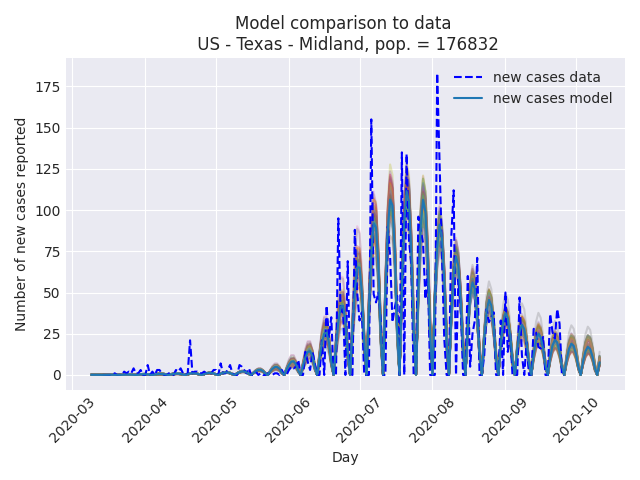 Model comparison to data
US - Texas - Midland, pop. = 176832
new cases data
new cases model
Number of new cases reported
175
150
125
100
75
50
25
0
2020-03
2020-04
2020-05
2020-06
2020-07
2020-08
2020-09
2020-10
Day